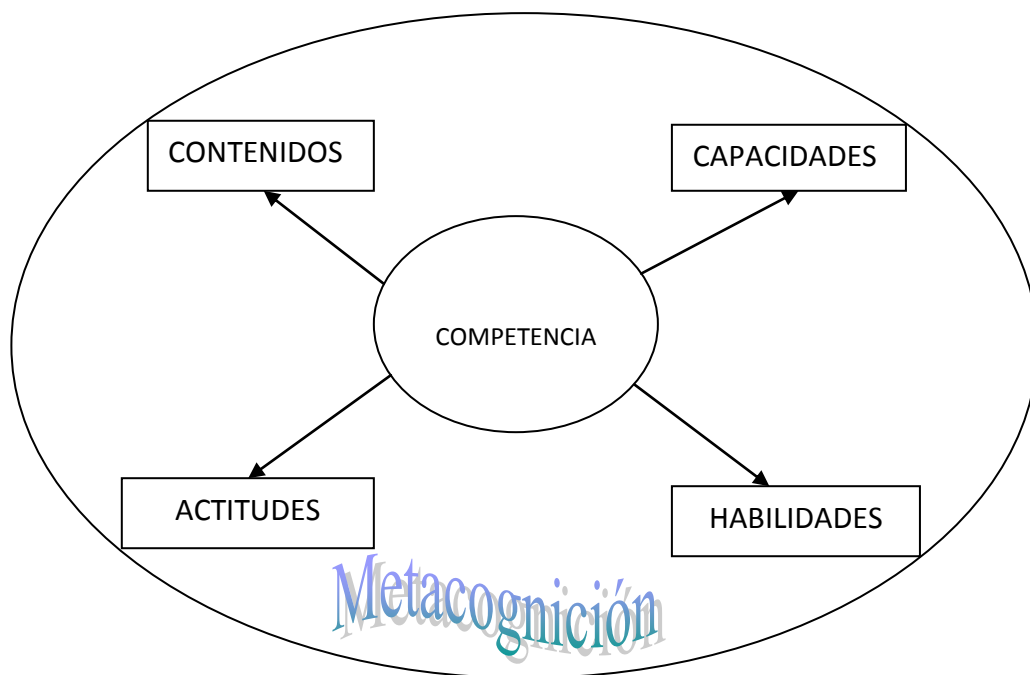 CONTENIDOS
CAPACIDADES
COMPETENCIA
ACTITUDES
HABILIDADES
Metacognición